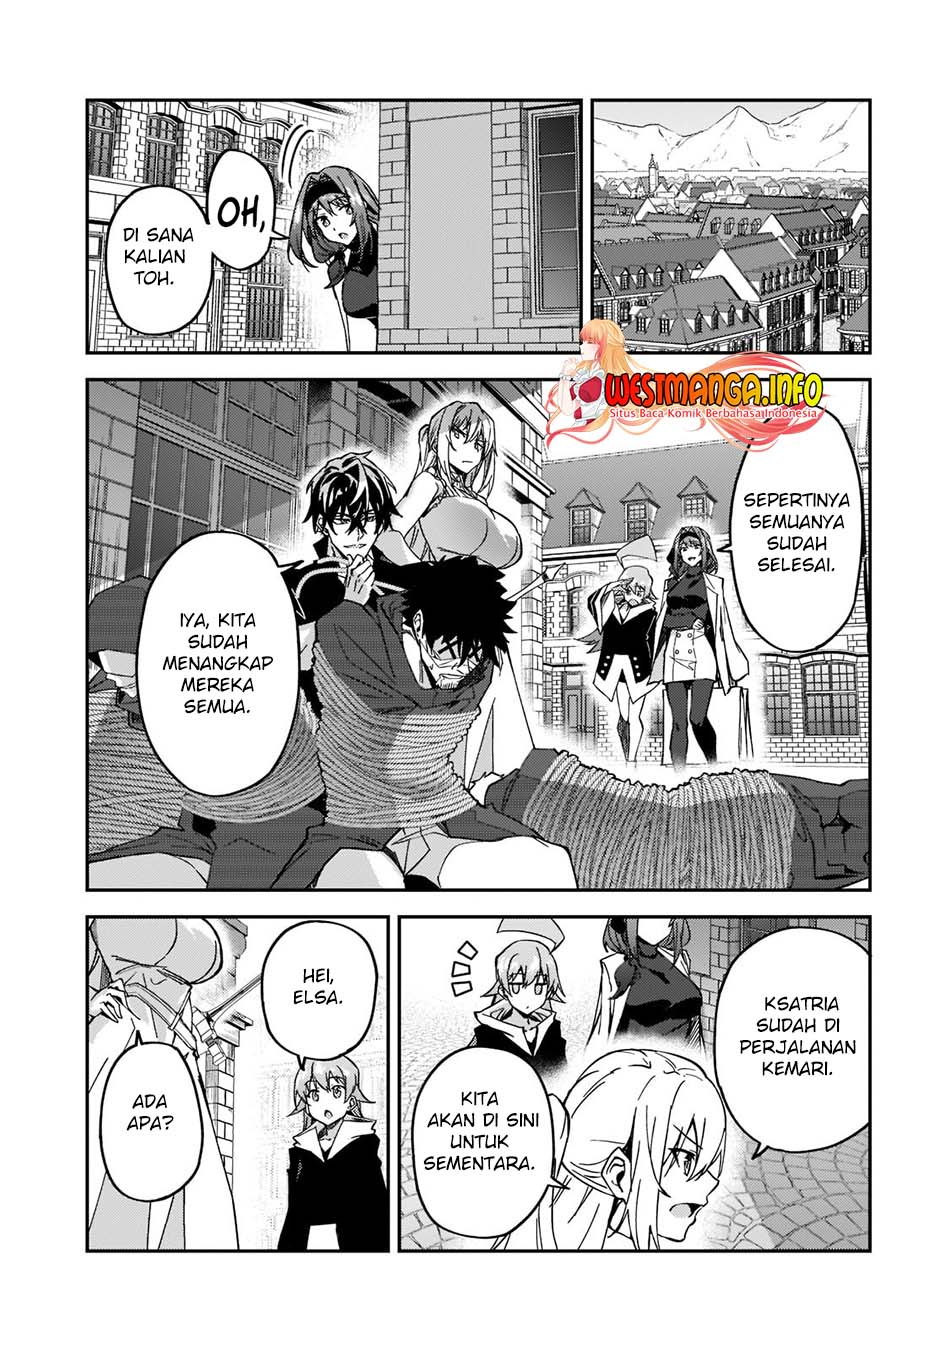 OH,
DI SANA
KALIAN
TOH.
WESTMANGA.INFO
Situs Baca Komik Berbahasa Indonesia
SEPERTINYA
SEMUANYA
SUDAH
SELESAI.
IYA, KITA
SUDAH
MENANGKAP
MEREKA
SEMUA.
KSATRIA
SUDAH DI
PERJALANAN
KEMARI.
KITA
AKAN DI SINI
UNTUK
SEMENTARA.
HEI,
ELSA.
ADA
APA?